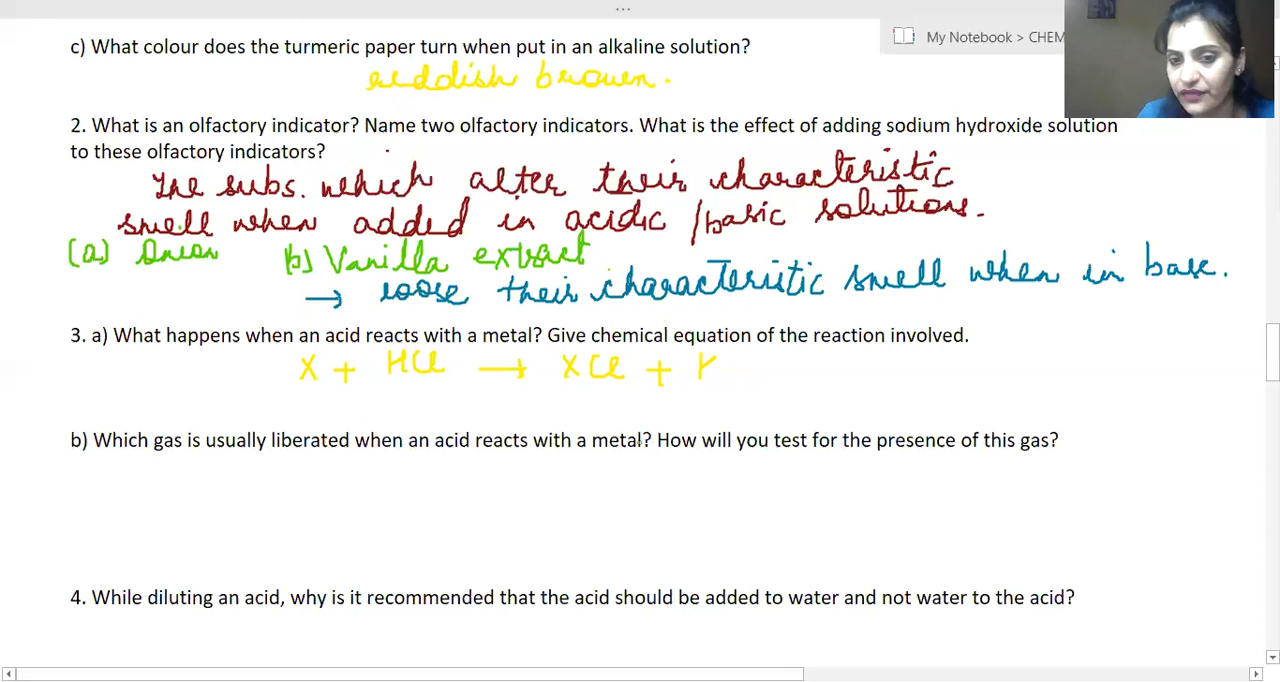 ...
My Notebook > CHEM
c) What colour does the turmeric paper turn when put in an alkaline solution?
reddish brown.
2. What is an olfactory indicator? Name two olfactory indicators. What is the effect of adding sodium hydroxide solution
to these olfactory indicators?
The subs. which alter their characteristic
smell when added in acidic /basic solutions.
(a) Onion (b) Vanilla extract
→ loose their characteristic smell when in base.
3. a) What happens when an acid reacts with a metal? Give chemical equation of the reaction involved.
X + HCl → XCl +
b) Which gas is usually liberated when an acid reacts with a metal? How will you test for the presence of this gas?
4. While diluting an acid, why is it recommended that the acid should be added to water and not water to the acid?